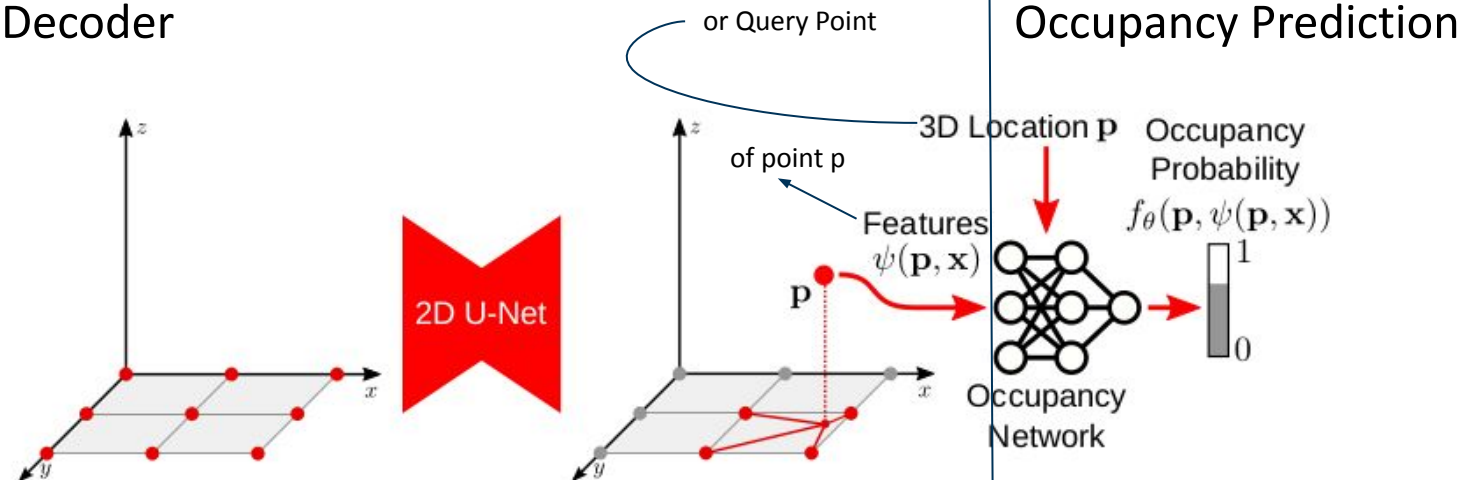 Decoder
or Query Point
Occupancy Prediction
z
x
y
2D U-Net
z
x
y
of point p
p
Features
ψ(p, x)
3D Location p
Occupancy
Network
Occupancy
Probability
f_θ(p, ψ(p, x))
1
0